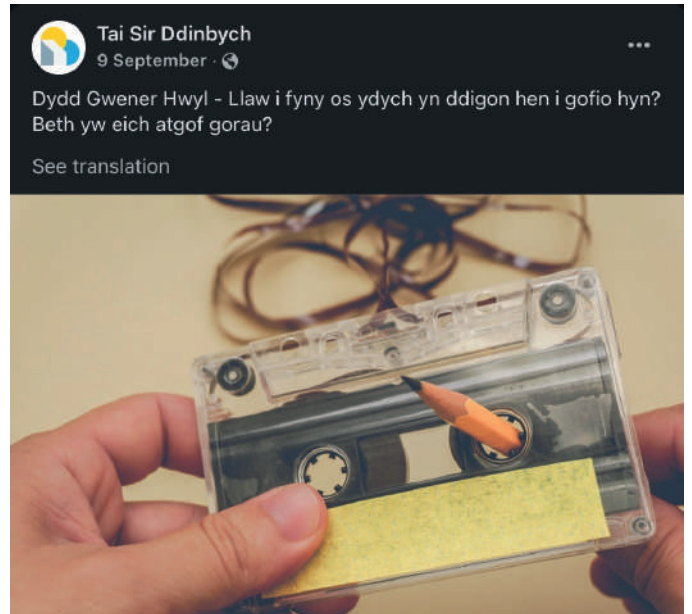 Tai Sir Ddinbych
9 September ·
Dydd Gwener Hwyl - Llaw i fyny os ydych yn ddigon hen i gofio hyn?
Beth yw eich atgof gorau?
See translation